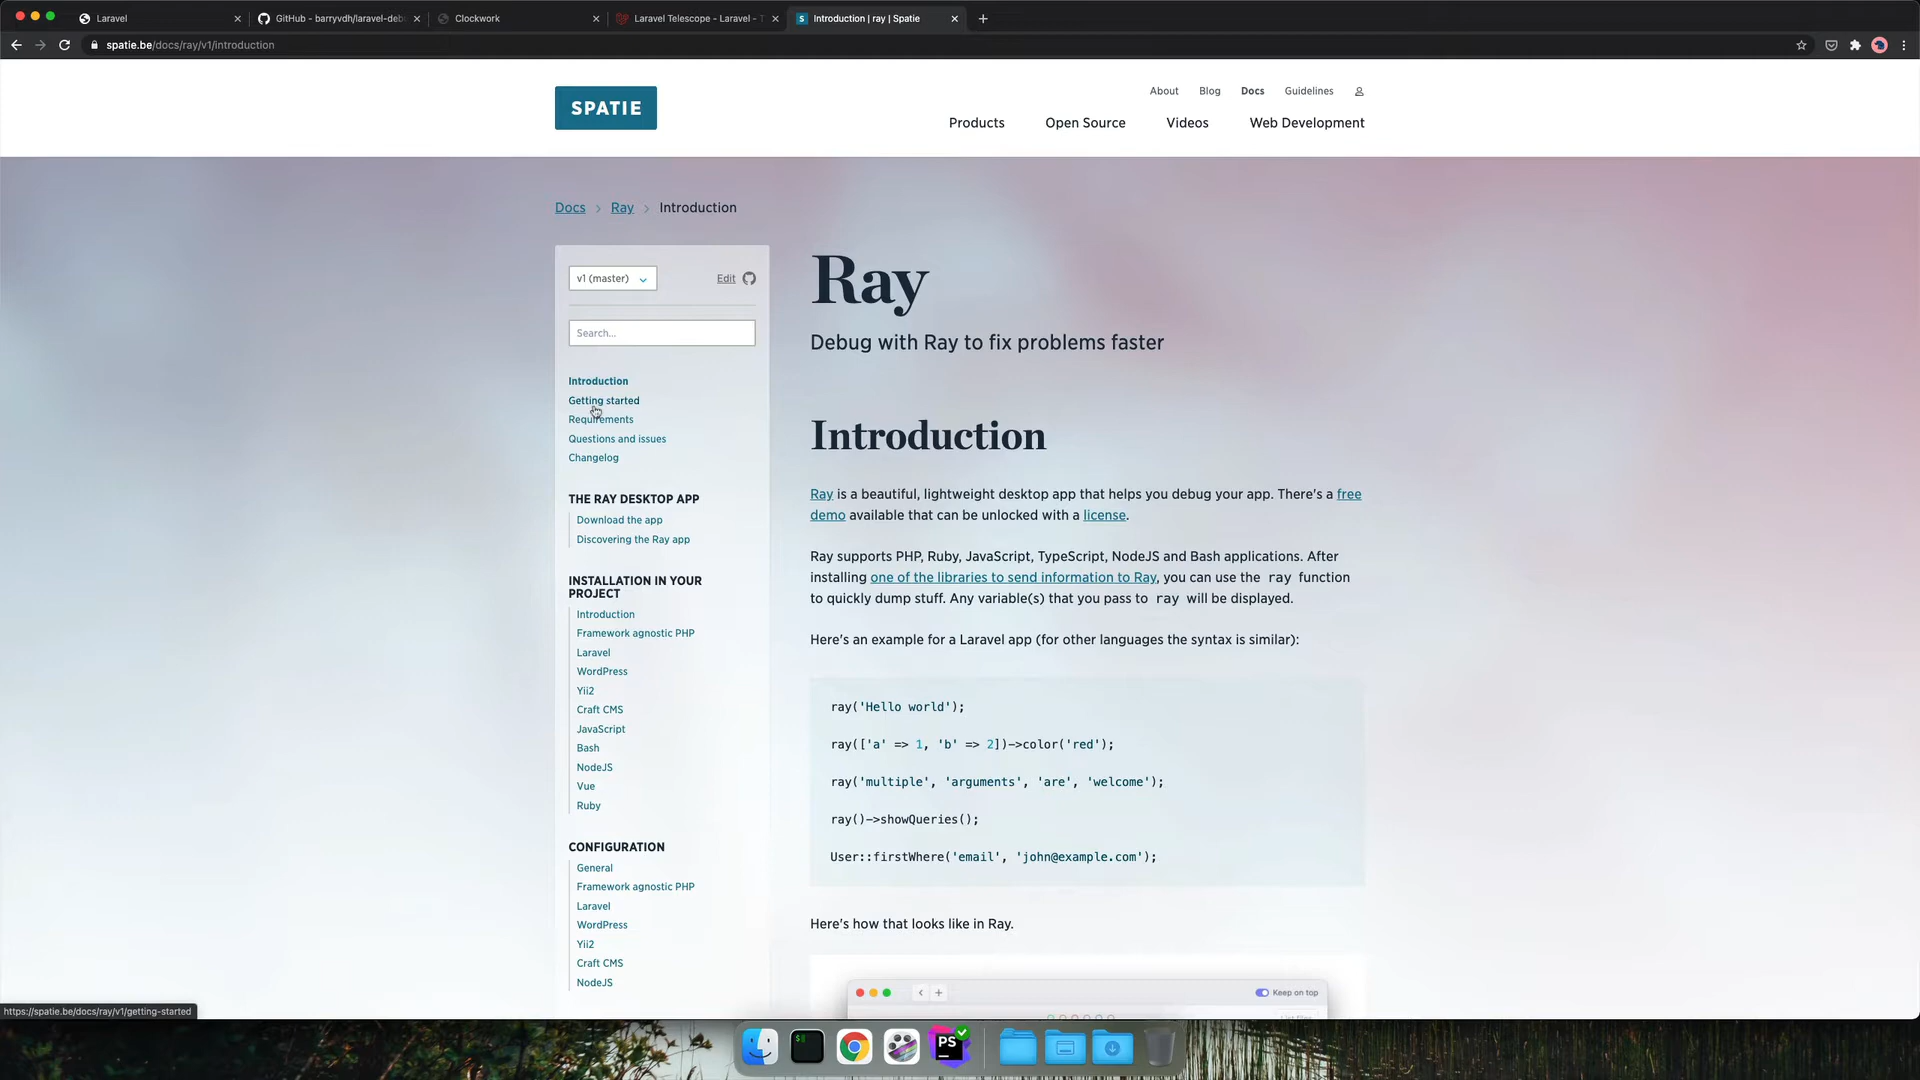 Laravel
GitHub - barryvdh/laravel-deb
Clockwork
Laravel Telescope - Laravel - T
Introduction | ray | Spatie
spatie.be/docs/ray/v1/introduction
SPATIE
About
Blog
Docs
Guidelines
Products
Open Source
Videos
Web Development
Docs > Ray > Introduction
v1 (master)
Edit
Search...
Introduction
Getting started
Requirements
Questions and issues
Changelog
THE RAY DESKTOP APP
Download the app
Discovering the Ray app
INSTALLATION IN YOUR
PROJECT
Introduction
Framework agnostic PHP
Laravel
WordPress
Yii2
Craft CMS
JavaScript
Bash
NodeJS
Vue
Ruby
CONFIGURATION
General
Framework agnostic PHP
Laravel
WordPress
Yii2
Craft CMS
NodeJS
Ray
Debug with Ray to fix problems faster
Introduction
Ray is a beautiful, lightweight desktop app that helps you debug your app. There's a free
demo available that can be unlocked with a license.
Ray supports PHP, Ruby, JavaScript, TypeScript, NodeJS and Bash applications. After
installing one of the libraries to send information to Ray, you can use the ray function
to quickly dump stuff. Any variable(s) that you pass to ray will be displayed.
Here's an example for a Laravel app (for other languages the syntax is similar):
ray('Hello world');
ray(['a' => 1, 'b' => 2])->color('red');
ray('multiple', 'arguments', 'are', 'welcome');
ray()->showQueries();
User::firstWhere('email', 'john@example.com');
Here's how that looks like in Ray.
Keep on top
https://spatie.be/docs/ray/v1/getting-started
PS